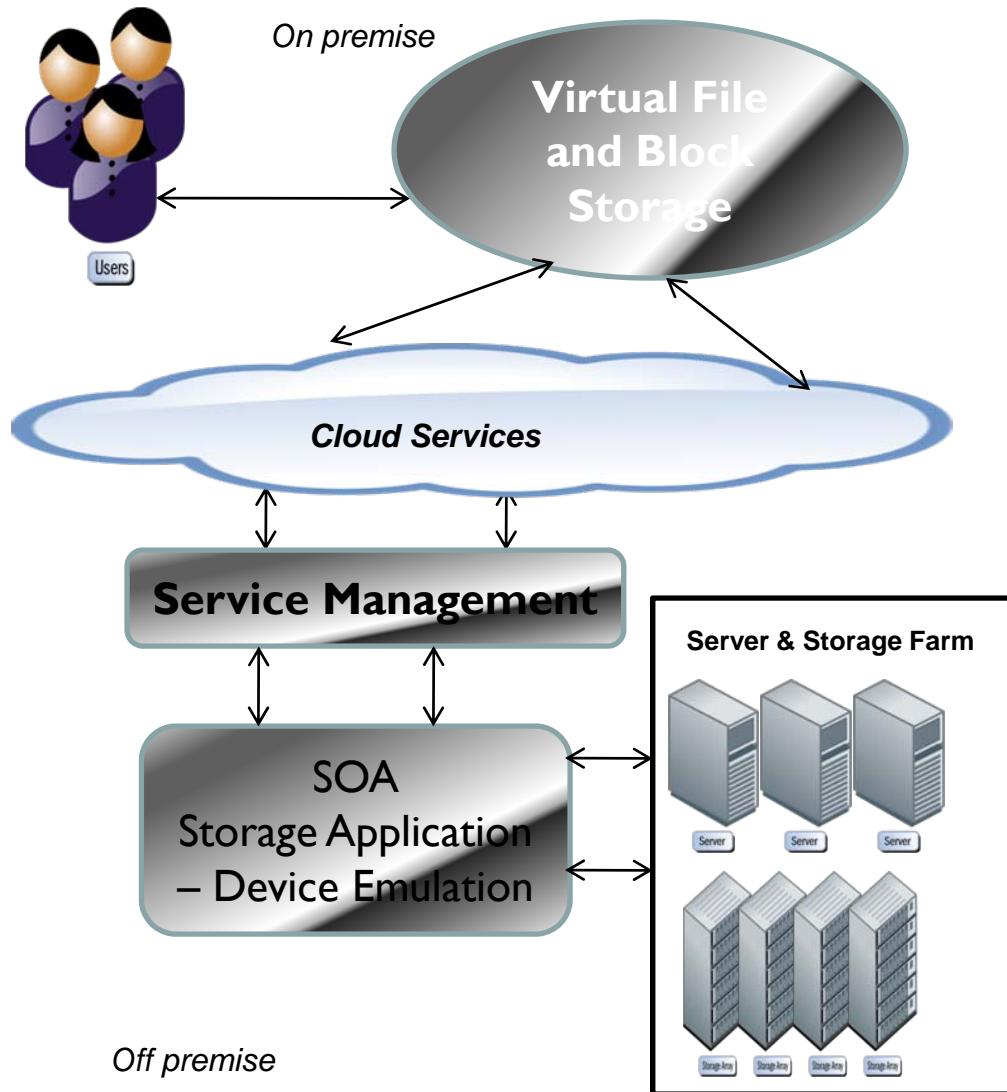 On premise
Virtual File
and Block
Storage
Users
Cloud Services
Service Management
Server & Storage Farm
Server
Server
Server
SOA
Storage Application
– Device Emulation
Storage Array
Storage Array
Storage Array
Storage Array
Off premise